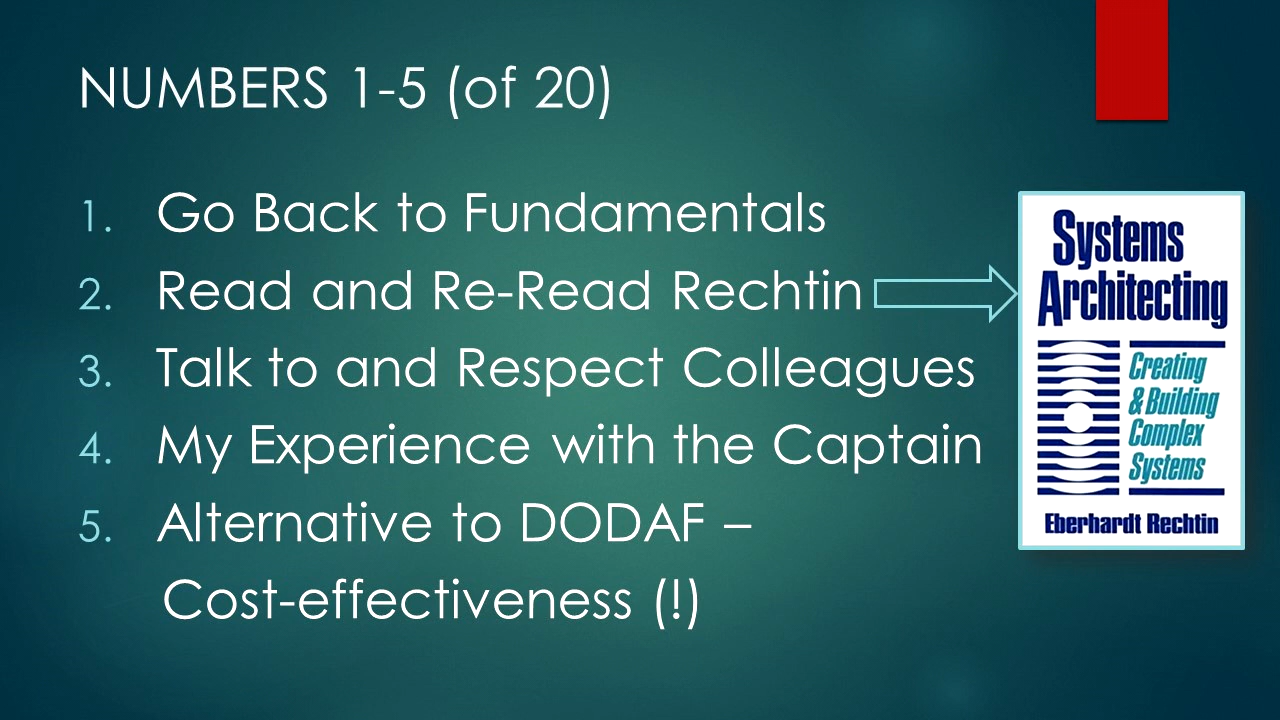 NUMBERS 1-5 (of 20)
1. Go Back to Fundamentals
2. Read and Re-Read Rechtin
3. Talk to and Respect Colleagues
4. My Experience with the Captain
5. Alternative to DODAF –
Cost-effectiveness (!)
Systems
Architecting
Creating
& Building
Complex
Systems
Eberhardt Rechtin